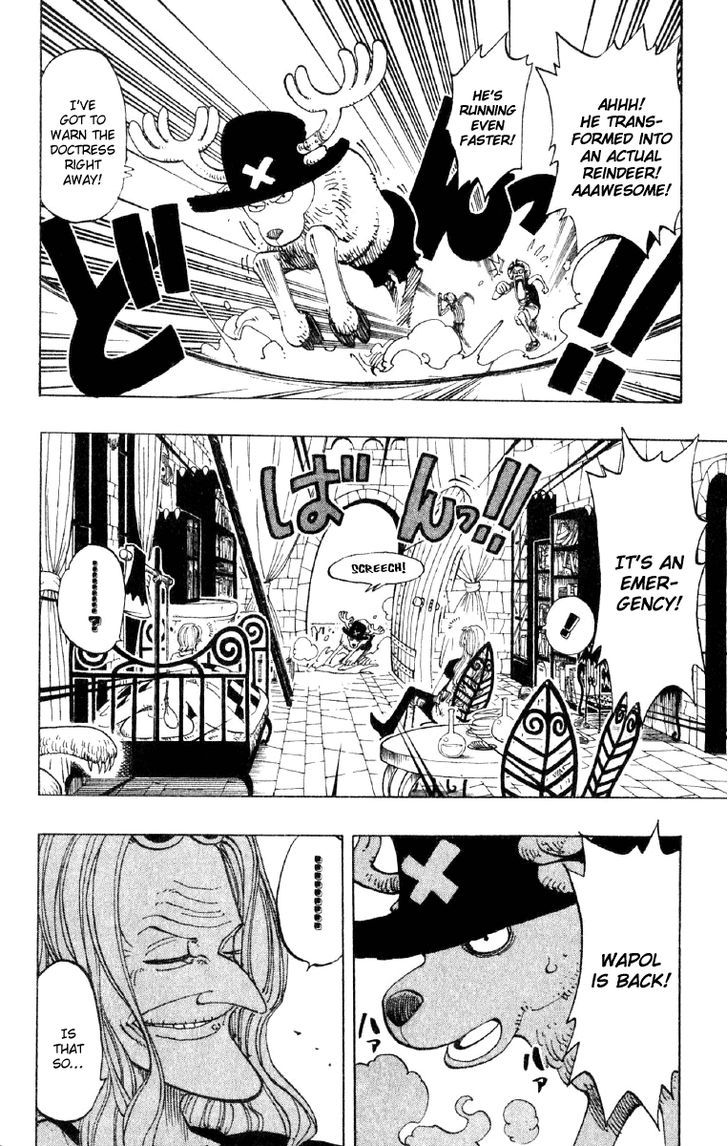 AHHH!
HE TRANS-
FORMED INTO
AN ACTUAL
REINDEER!
AAAWESOME!
HE'S
RUNNING
EVEN
FASTER!
I'VE
GOT TO
WARN THE
DOCTRESS
RIGHT
AWAY!
どんっ!!
IT'S AN
EMER-
GENCY!
!
ばんっ!!
SCREECH!
........?
WAPOL
IS BACK!
ハァ
ハァ
.........
IS
THAT
SO...